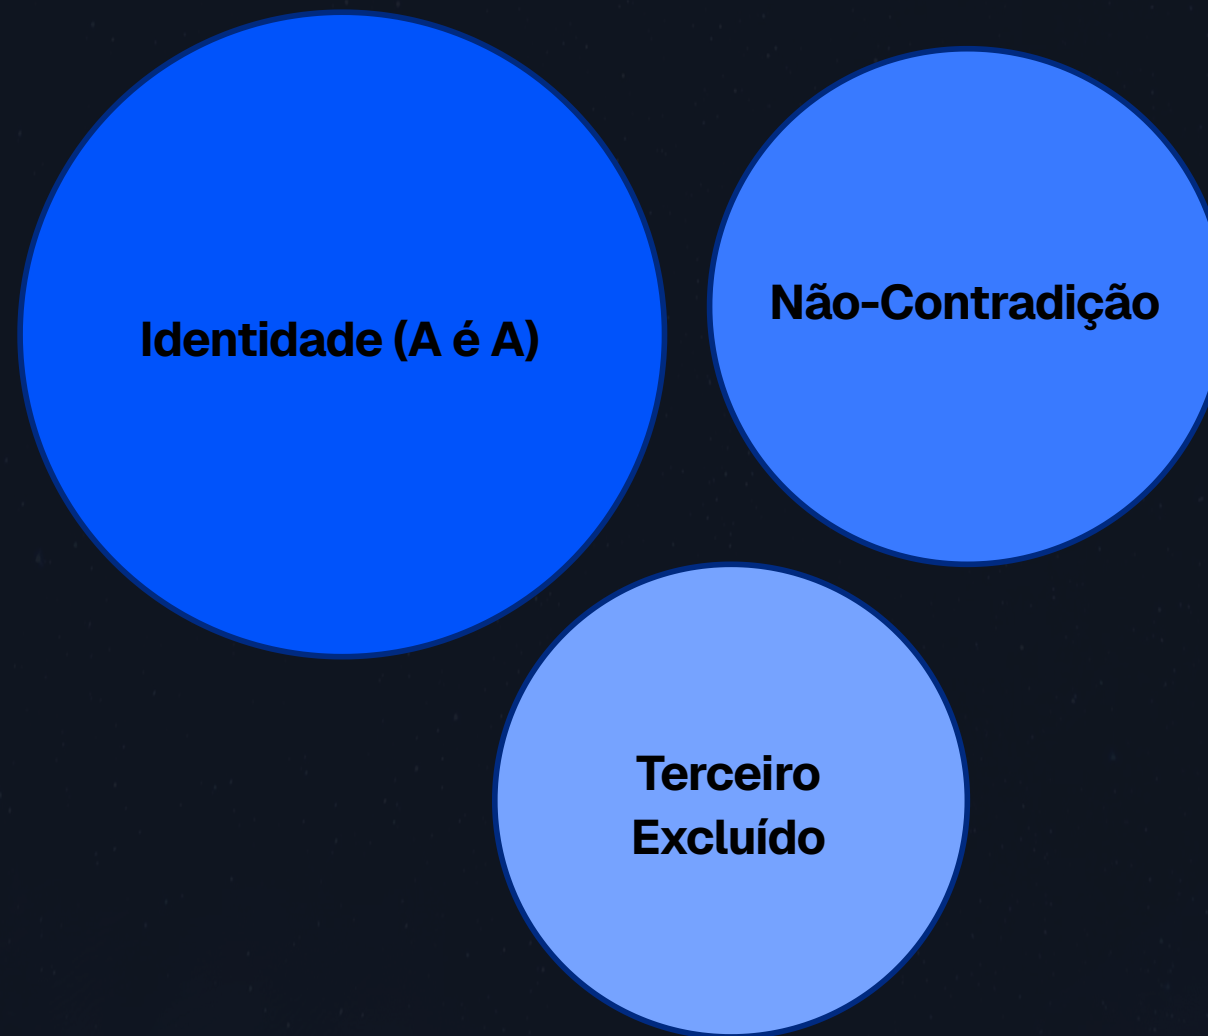 Identidade (A é A)
Não-Contradição
Terceiro
Excluído